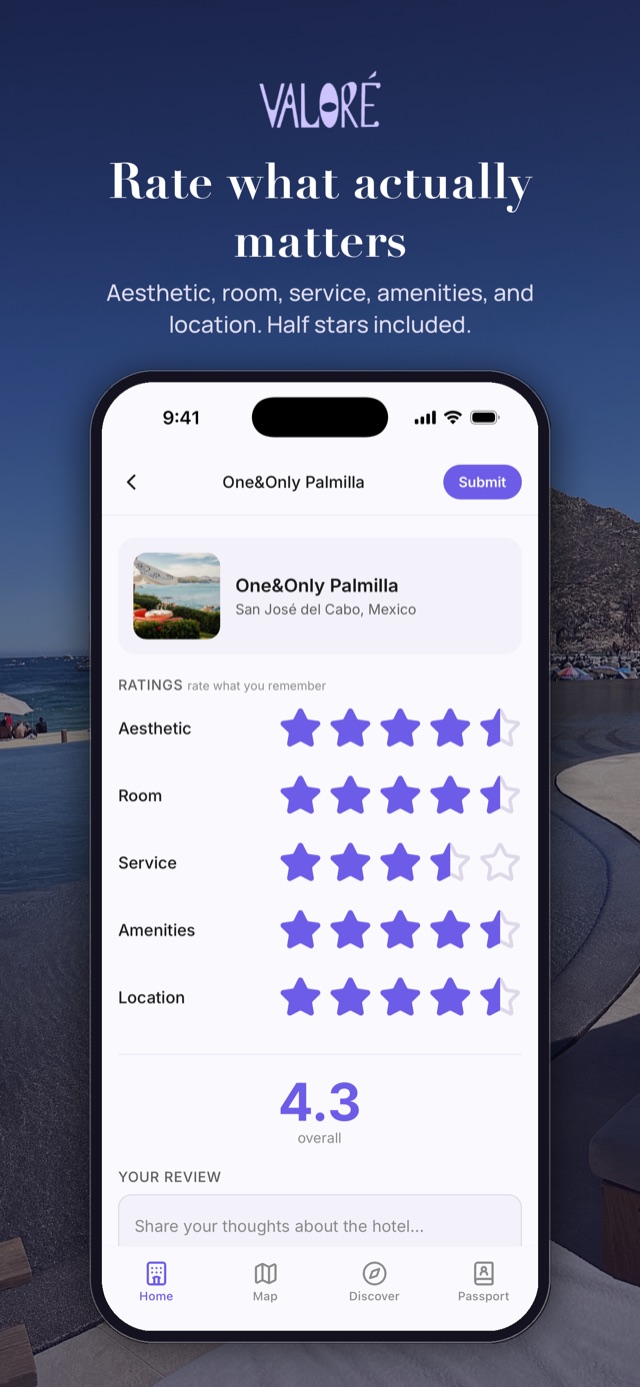 VALORÉ
Rate what actually
matters
Aesthetic, room, service, amenities, and
location. Half stars included.
9:41
One&Only Palmilla
Submit
One&Only Palmilla
San José del Cabo, Mexico
RATINGS rate what you remember
Aesthetic
Room
Service
Amenities
Location
4.3
overall
YOUR REVIEW
Share your thoughts about the hotel...
Home
Map
Discover
Passport